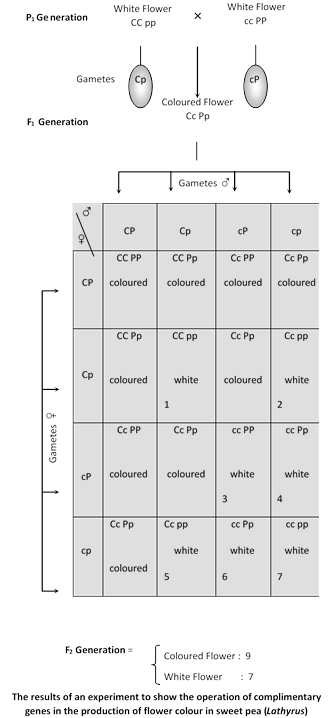 White Flower White Flower
P₁ Generation × 
CC pp cc PP
Gametes Cp cP
Coloured Flower
Cc Pp
F₁ Generation
Gametes ♂
♂ CP Cp cP cp
♀
CC PP CC Pp Cc PP Cc Pp
CP coloured coloured coloured coloured
CC Pp CC pp Cc Pp Cc pp
Cp coloured white coloured white
1 2
Gametes ♀
Cc PP Cc Pp cc PP cc Pp
cP coloured coloured white white
3 4
Cc Pp Cc pp cc Pp cc pp
cp coloured white white white
5 6 7
F₂ Generation =
Coloured Flower : 9
White Flower : 7
The results of an experiment to show the operation of complimentary
genes in the production of flower colour in sweet pea (Lathyrus)